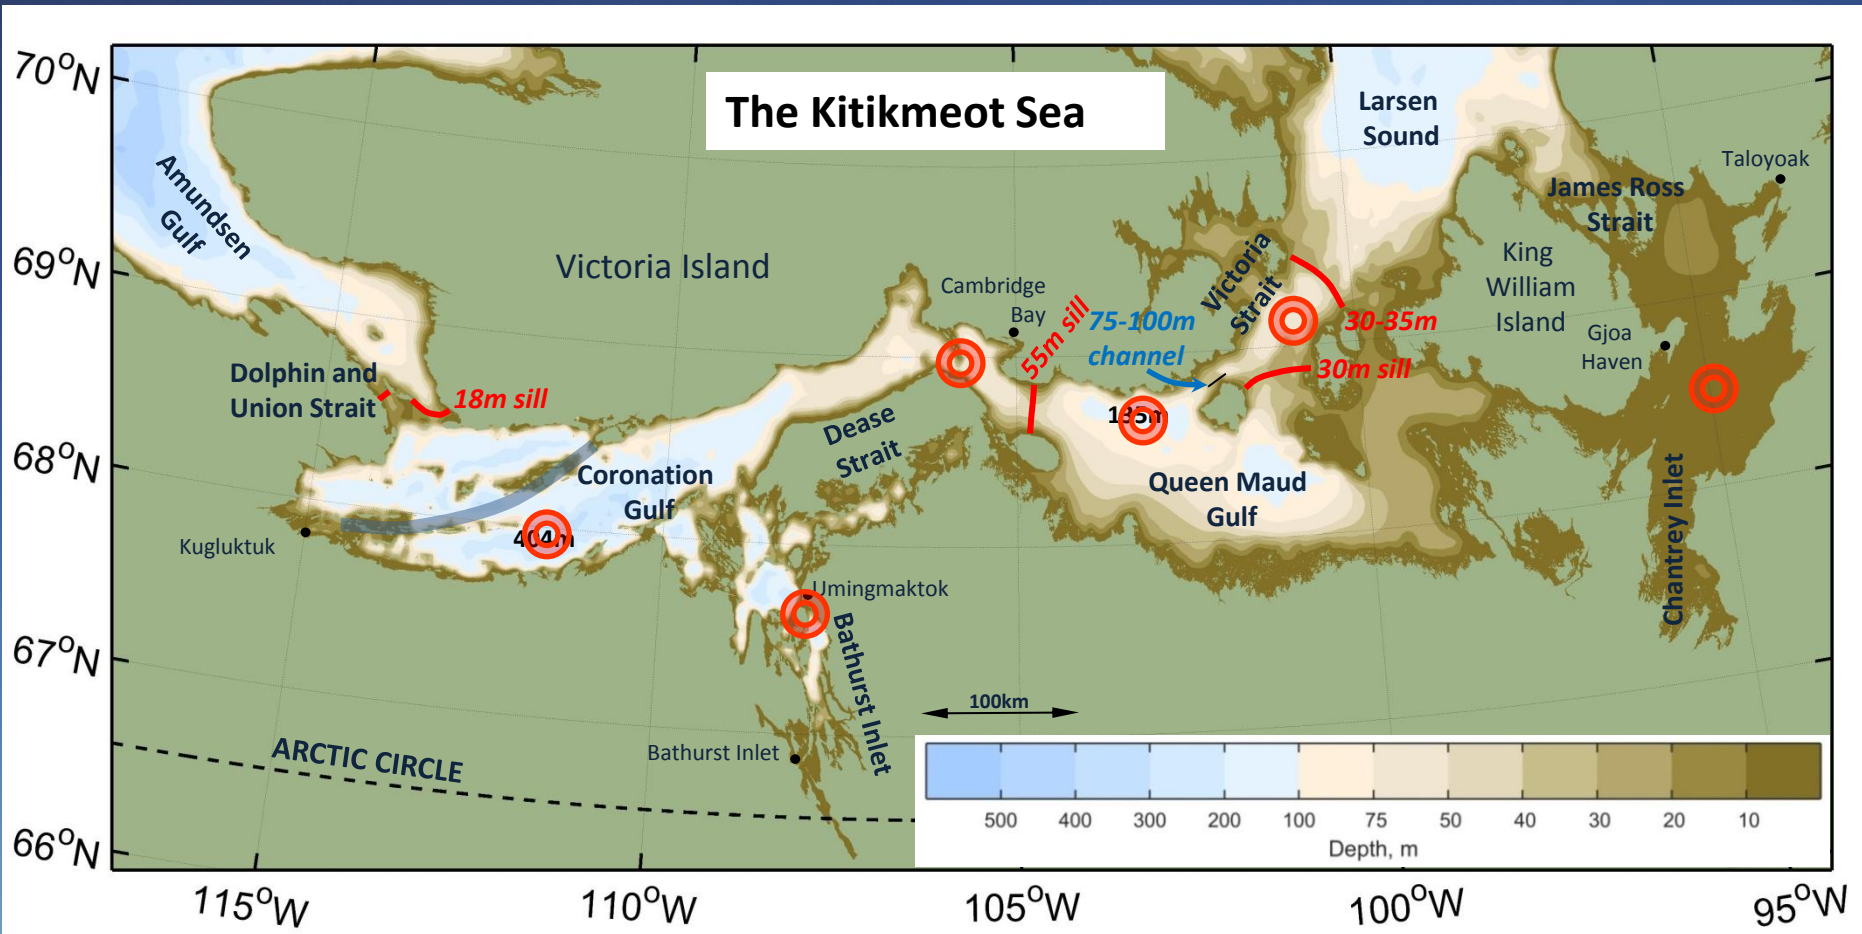 The Kitikmeot Sea
70°N
69°N
68°N
67°N
66°N
115°W
110°W
105°W
100°W
95°W
Amundsen
Gulf
Victoria Island
Dolphin and
Union Strait
18m sill
Coronation
Gulf
404m
Kugluktuk
Cambridge
Bay
Dease
Strait
55m sill
75-100m
channel
Victoria
Strait
Larsen
Sound
James Ross
Strait
Taloyoak
King
William
Island
Gjoa
Haven
30-35m
30m sill
Queen Maud
Gulf
Chantrey Inlet
Umingmaktok
Bathurst Inlet
Bathurst Inlet
ARCTIC CIRCLE
100km
500
400
300
200
100
75
50
40
30
20
10
Depth, m